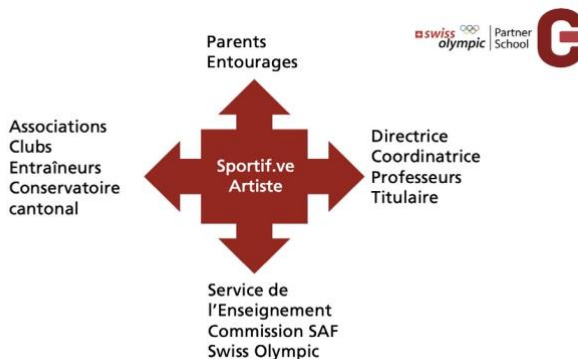 swiss olympic | Partner School
G
Parents
Entourages
Associations
Clubs
Entraîneurs
Conservatoire
cantonal
Sportif.ve
Artiste
Directrice
Coordinatrice
Professeurs
Titulaire
Service de
l'Enseignement
Commission SAF
Swiss Olympic